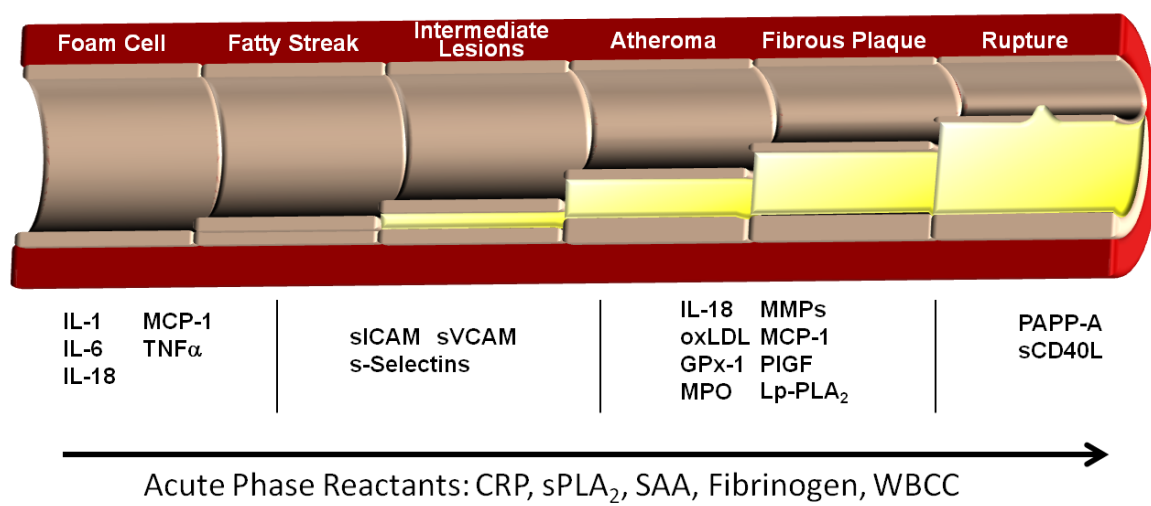 Foam Cell
Fatty Streak
Intermediate
Lesions
Atheroma
Fibrous Plaque
Rupture
IL-1 MCP-1
IL-6 TNFα
IL-18
sICAM sVCAM
s-Selectins
IL-18 MMPs
oxLDL MCP-1
GPx-1 PIGF
MPO Lp-PLA₂
PAPP-A
sCD40L
Acute Phase Reactants: CRP, sPLA₂, SAA, Fibrinogen, WBCC